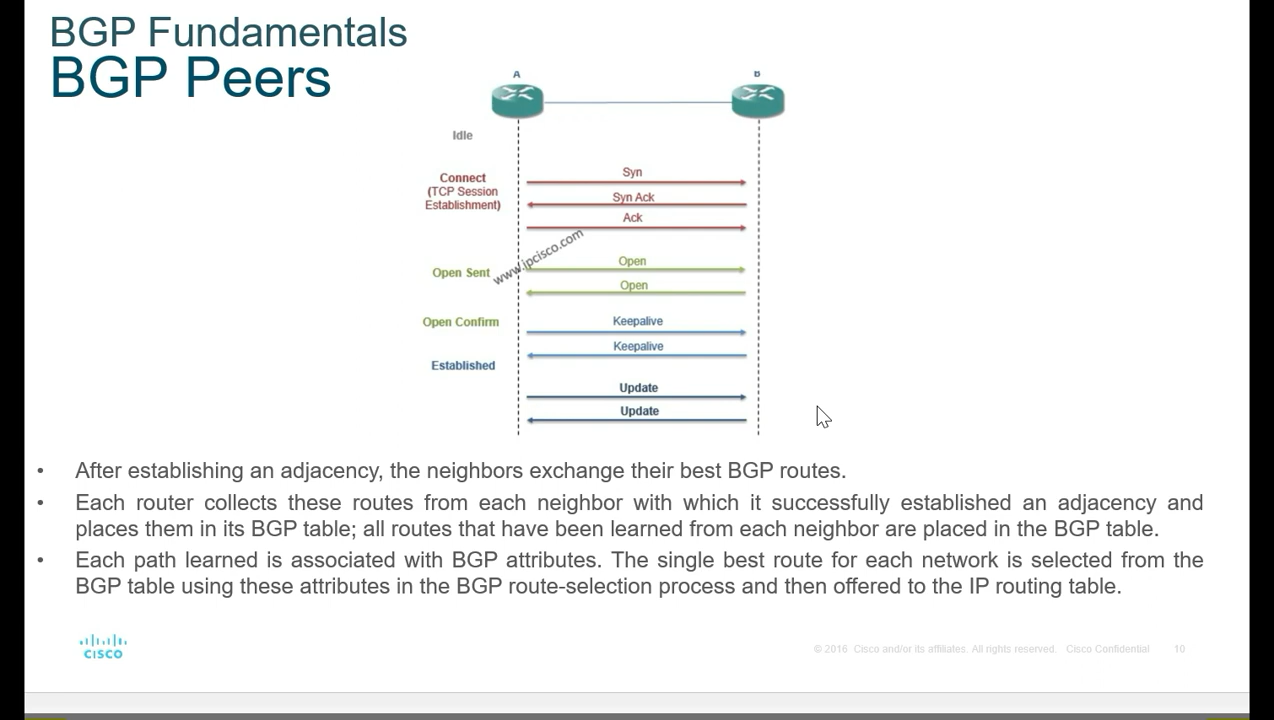 BGP Fundamentals
BGP Peers
A
B
Idle
Connect
(TCP Session
Establishment)
Syn
Syn Ack
Ack
www.ipcisco.com
Open Sent
Open
Open
Open Confirm
Keepalive
Keepalive
Established
Update
Update
• After establishing an adjacency, the neighbors exchange their best BGP routes.
• Each router collects these routes from each neighbor with which it successfully established an adjacency and
places them in its BGP table; all routes that have been learned from each neighbor are placed in the BGP table.
• Each path learned is associated with BGP attributes. The single best route for each network is selected from the
BGP table using these attributes in the BGP route-selection process and then offered to the IP routing table.
CISCO
© 2016 Cisco and/or its affiliates. All rights reserved. Cisco Confidential 10